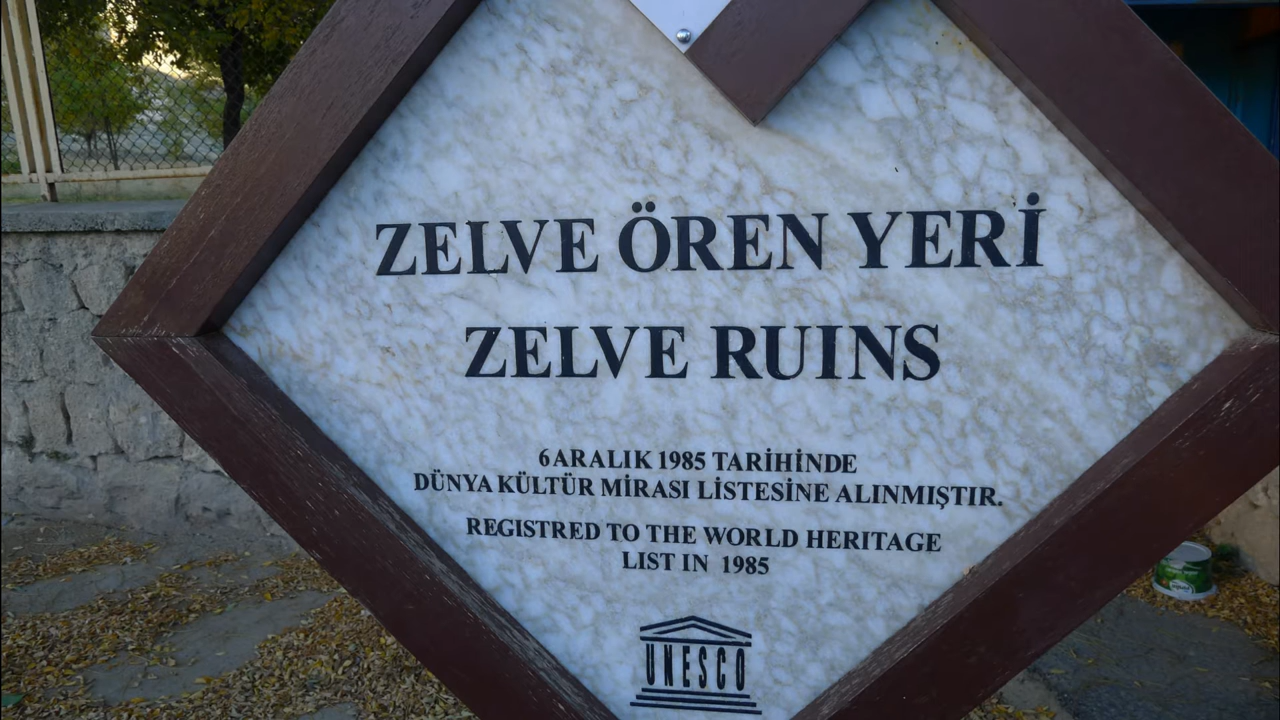 ZELVE ÖREN YERİ
ZELVE RUINS
6 ARALIK 1985 TARİHİNDE
DÜNYA KÜLTÜR MİRASI LİSTESİNE ALINMIŞTIR.
REGISTRED TO THE WORLD HERITAGE
LIST IN 1985
UNESCO